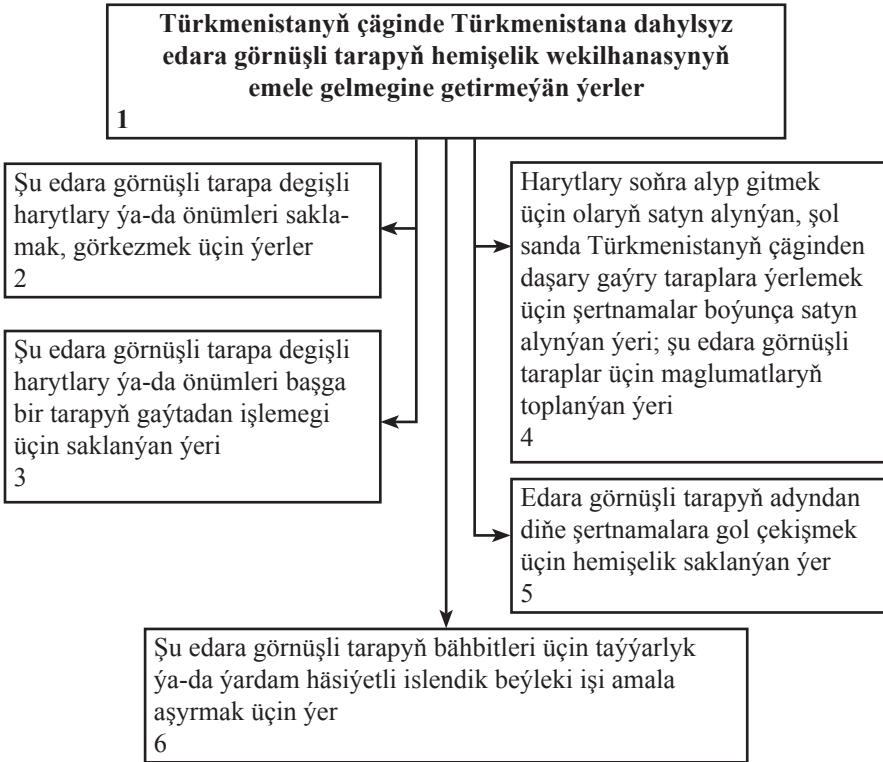 Türkmenistanyň çäginde Türkmenistana dahylsyz
edara görnüşli tarapyň hemişelik wekilhanasynyň
emele gelmegine getirmeýän ýerler
1
Şu edara görnüşli tarapa degişli
harytlary ýa-da önümleri sakla-
mak, görkezmek üçin ýerler
2
Şu edara görnüşli tarapa degişli
harytlary ýa-da önümleri başga
bir tarapyň gaýtadan işlemegi
üçin saklanýan ýeri
3
Harytlary soňra alyp gitmek
üçin olaryň satyn alynýan, şol
sanda Türkmenistanyň çäginden
daşary gaýry taraplara ýerlemek
üçin şertnamalar boýunça satyn
alynýan ýeri; şu edara görnüşli
taraplar üçin maglumatlaryň
toplanýan ýeri
4
Edara görnüşli tarapyň adyndan
diňe şertnamalara gol çekişmek
üçin hemişelik saklanýan ýer
5
Şu edara görnüşli tarapyň bähbitleri üçin taýýarlyk
ýa-da ýardam häsiýetli islendik beýleki işi amala
aşyrmak üçin ýer
6